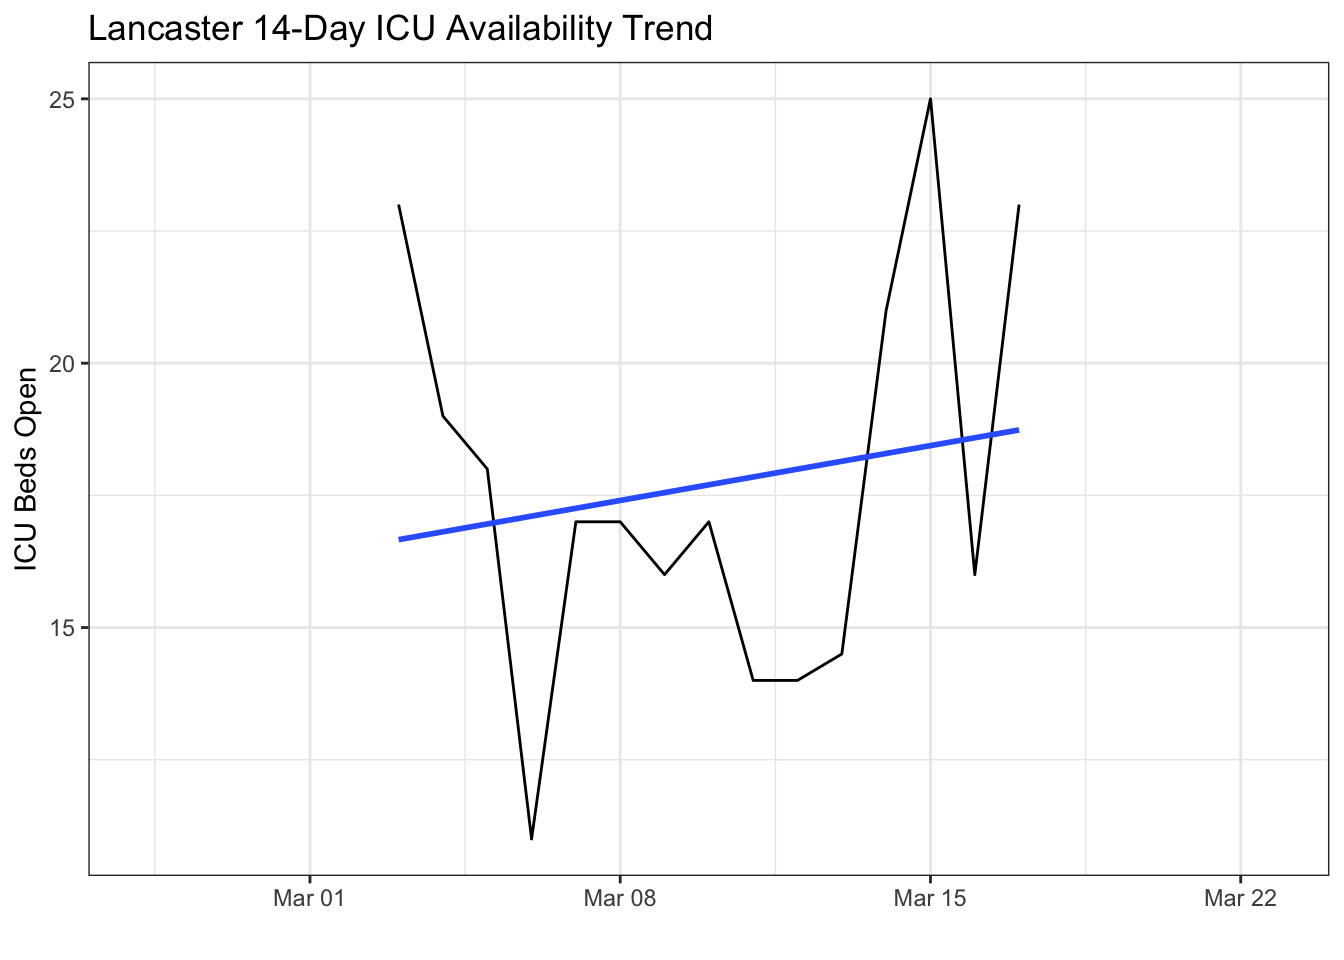 Lancaster 14-Day ICU Availability Trend
25
20
15
ICU Beds Open
Mar 01
Mar 08
Mar 15
Mar 22